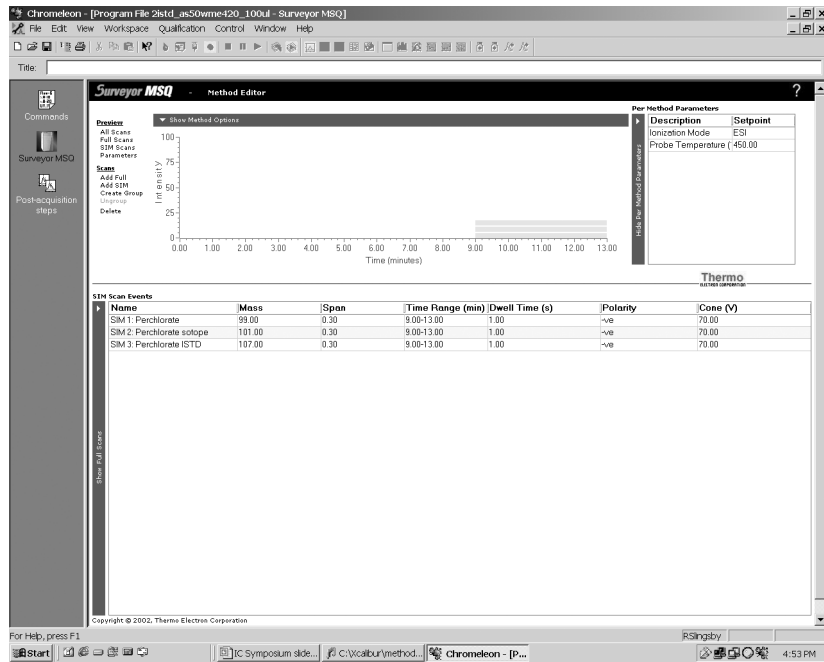 Chromeleon - [Program File 2istd_as50wme420_100ul - Surveyor MSQ]
File Edit View Workspace Qualification Control Window Help
Title:
Commands
Surveyor MSQ
Post-acquisition steps
Surveyor MSQ - Method Editor ?
Preview
All Scans
Full Scans
SIM Scans
Parameters
Scans
Add Full
Add SIM
Create Group
Ungroup
Delete
Show Method Options
Intensity
100
75
50
25
0
0.00 1.00 2.00 3.00 4.00 5.00 6.00 7.00 8.00 9.00 10.00 11.00 12.00 13.00
Time (minutes)
Per Method Parameters
Hide Per Method Parameters
Description Setpoint
Ionization Mode ESI
Probe Temperature ( 450.00
Thermo
ELECTRON CORPORATION
SIM Scan Events
Show Full Scans
Name Mass Span Time Range (min) Dwell Time (s) Polarity Cone (V)
SIM 1: Perchlorate 99.00 0.30 9.00-13.00 1.00 -ve 70.00
SIM 2: Perchlorate sotope 101.00 0.30 9.00-13.00 1.00 -ve 70.00
SIM 3: Perchlorate ISTD 107.00 0.30 9.00-13.00 1.00 -ve 70.00
Copyright © 2002, Thermo Electron Corporation
For Help, press F1
RSlingsby
Start
IC Symposium slide...
C:\Xcalibur\method...
Chromeleon - [P...
4:53 PM